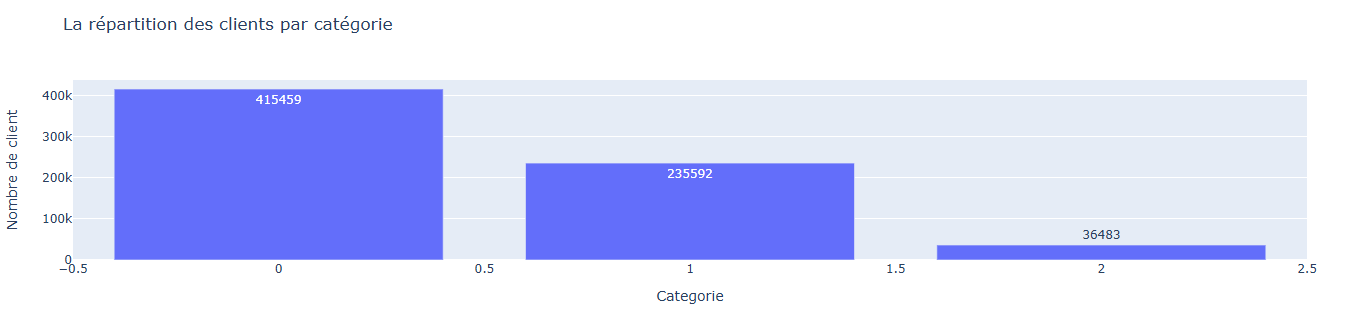 La répartition des clients par catégorie
Nombre de client
400k
300k
200k
100k
0
415459
235592
36483
−0.5
0
0.5
1
1.5
2
2.5
Categorie